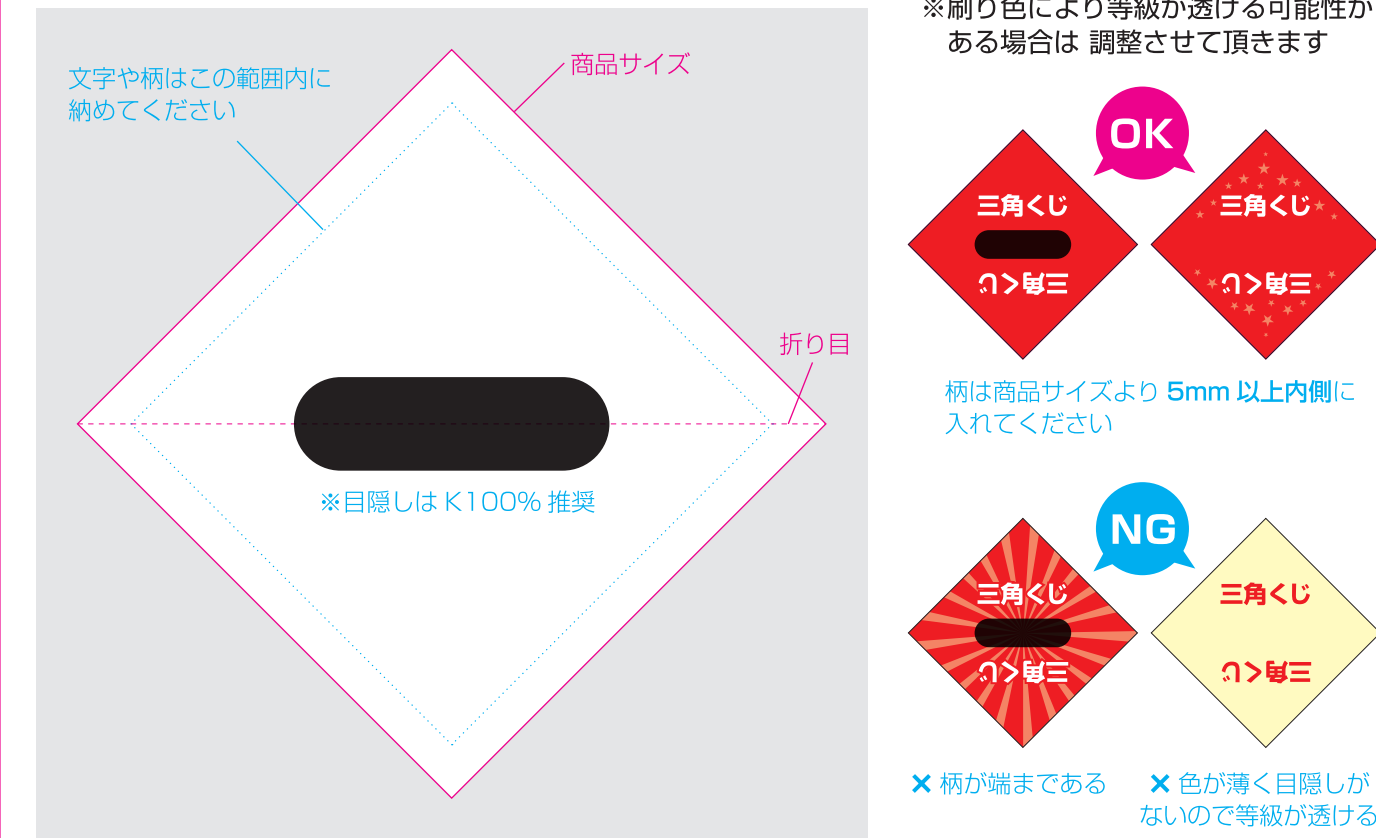 ※刷り色により等級が透ける可能性が
ある場合は 調整させて頂きます
文字や柄はこの範囲内に
納めてください
商品サイズ
折り目
※目隠しは K100% 推奨
OK
三角くじ
三角くじ
三角くじ
三角くじ
柄は商品サイズより 5mm 以上内側に
入れてください
NG
三角くじ
三角くじ
三角くじ
三角くじ
× 柄が端まである
× 色が薄く目隠しが
ないので等級が透ける